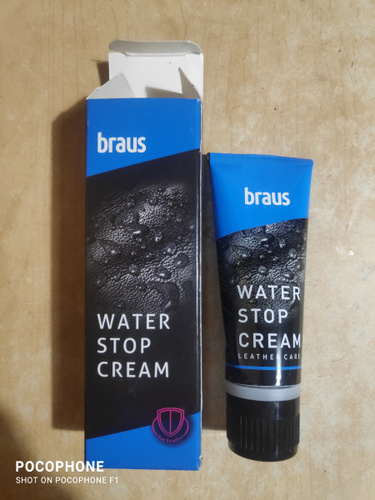 braus
WATER
STOP
CREAM
braus
WATER
STOP
CREAM
LEATHER CARE
POCOPHONE
SHOT ON POCOPHONE F1